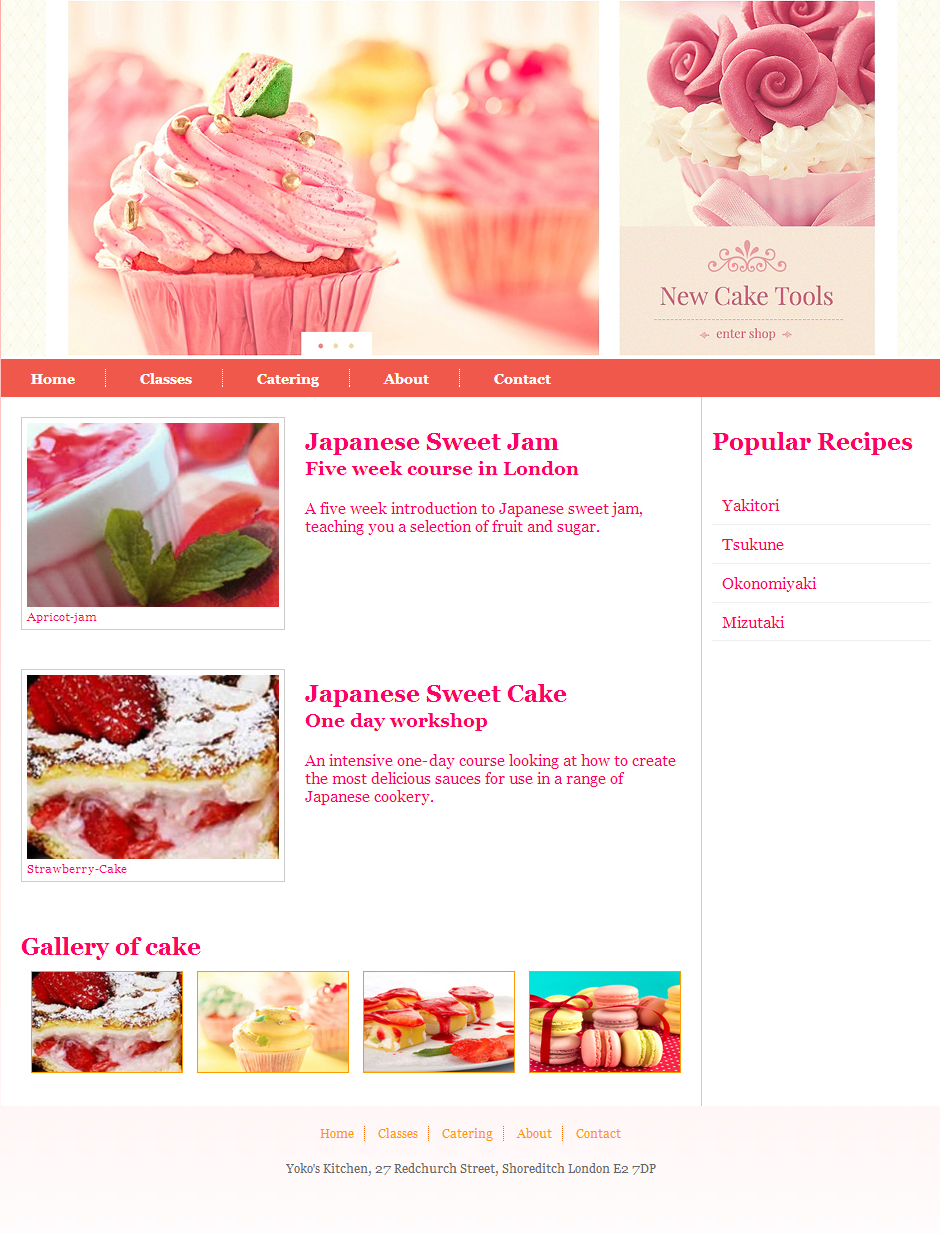 New Cake Tools
enter shop
Home Classes Catering About Contact
Japanese Sweet Jam
Five week course in London
A five week introduction to Japanese sweet jam,
teaching you a selection of fruit and sugar.
Apricot-jam
Japanese Sweet Cake
One day workshop
An intensive one-day course looking at how to create
the most delicious sauces for use in a range of
Japanese cookery.
Strawberry-Cake
Gallery of cake
Popular Recipes
Yakitori
Tsukune
Okonomiyaki
Mizutaki
Home Classes Catering About Contact
Yoko's Kitchen, 27 Redchurch Street, Shoreditch London E2 7DP